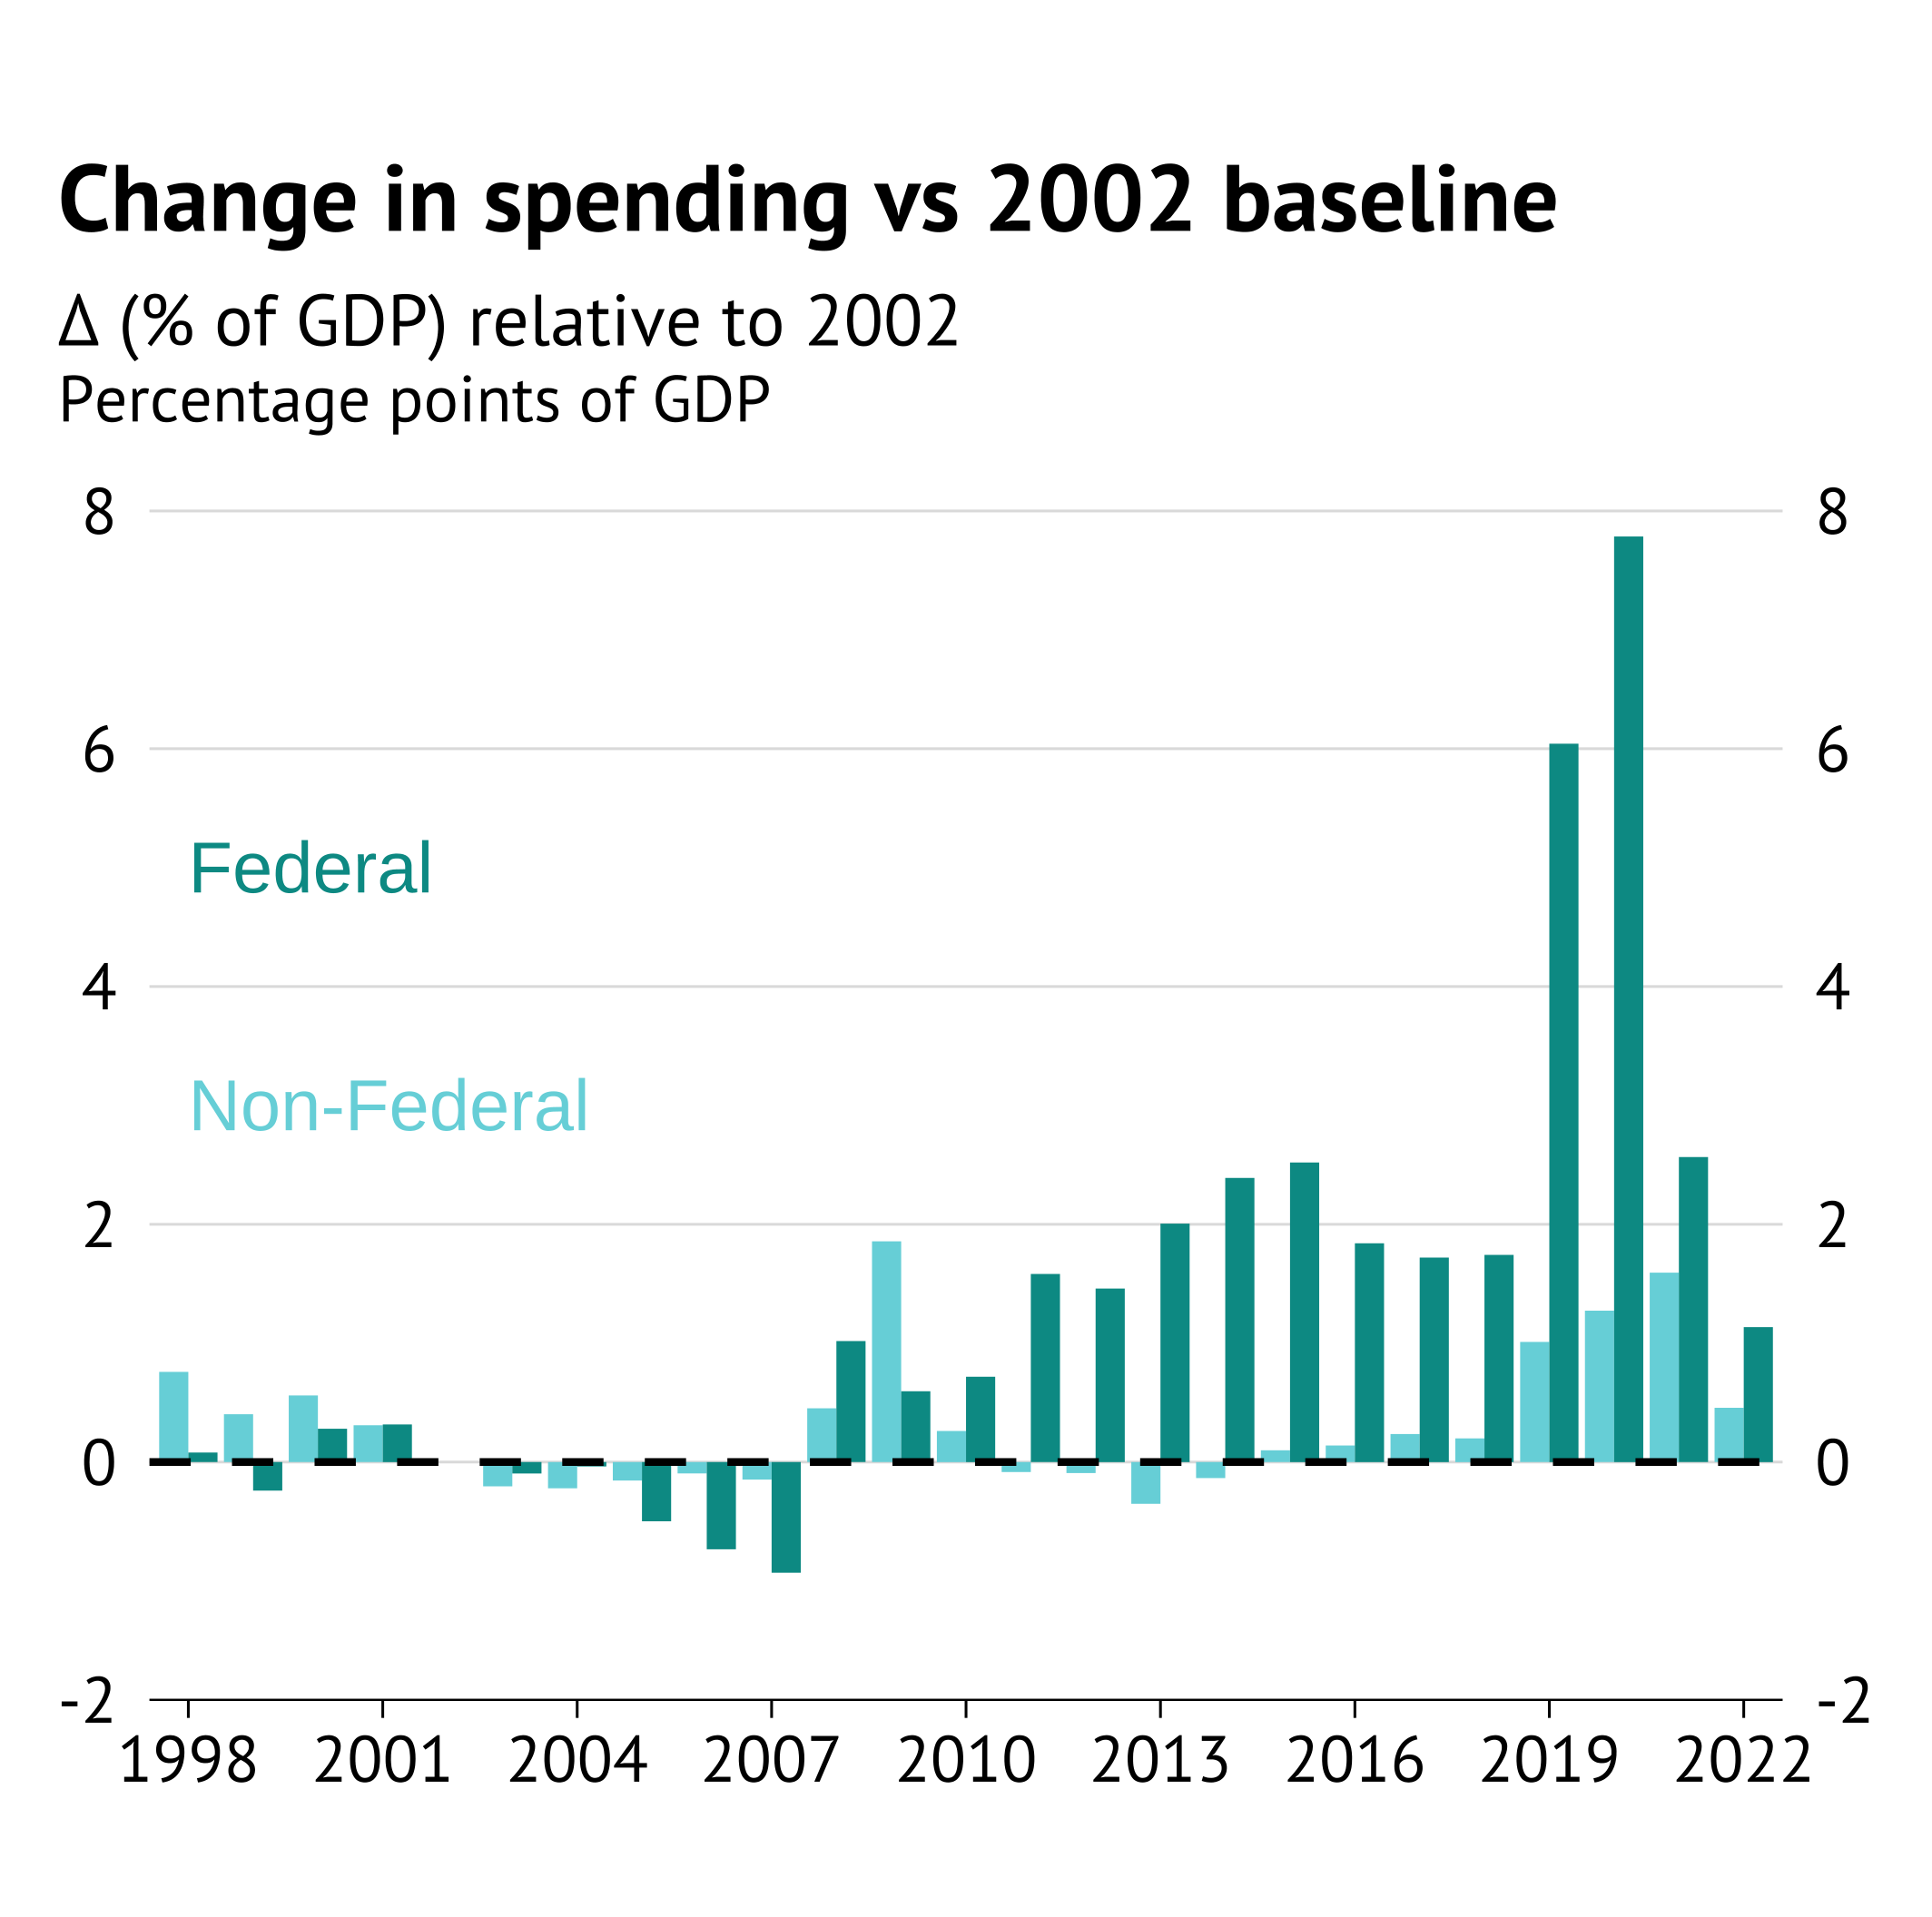 Change in spending vs 2002 baseline
Δ (% of GDP) relative to 2002
Percentage points of GDP
8 8
6 6
Federal
4 4
Non-Federal
2 2
0 0
-2 -2
1998 2001 2004 2007 2010 2013 2016 2019 2022